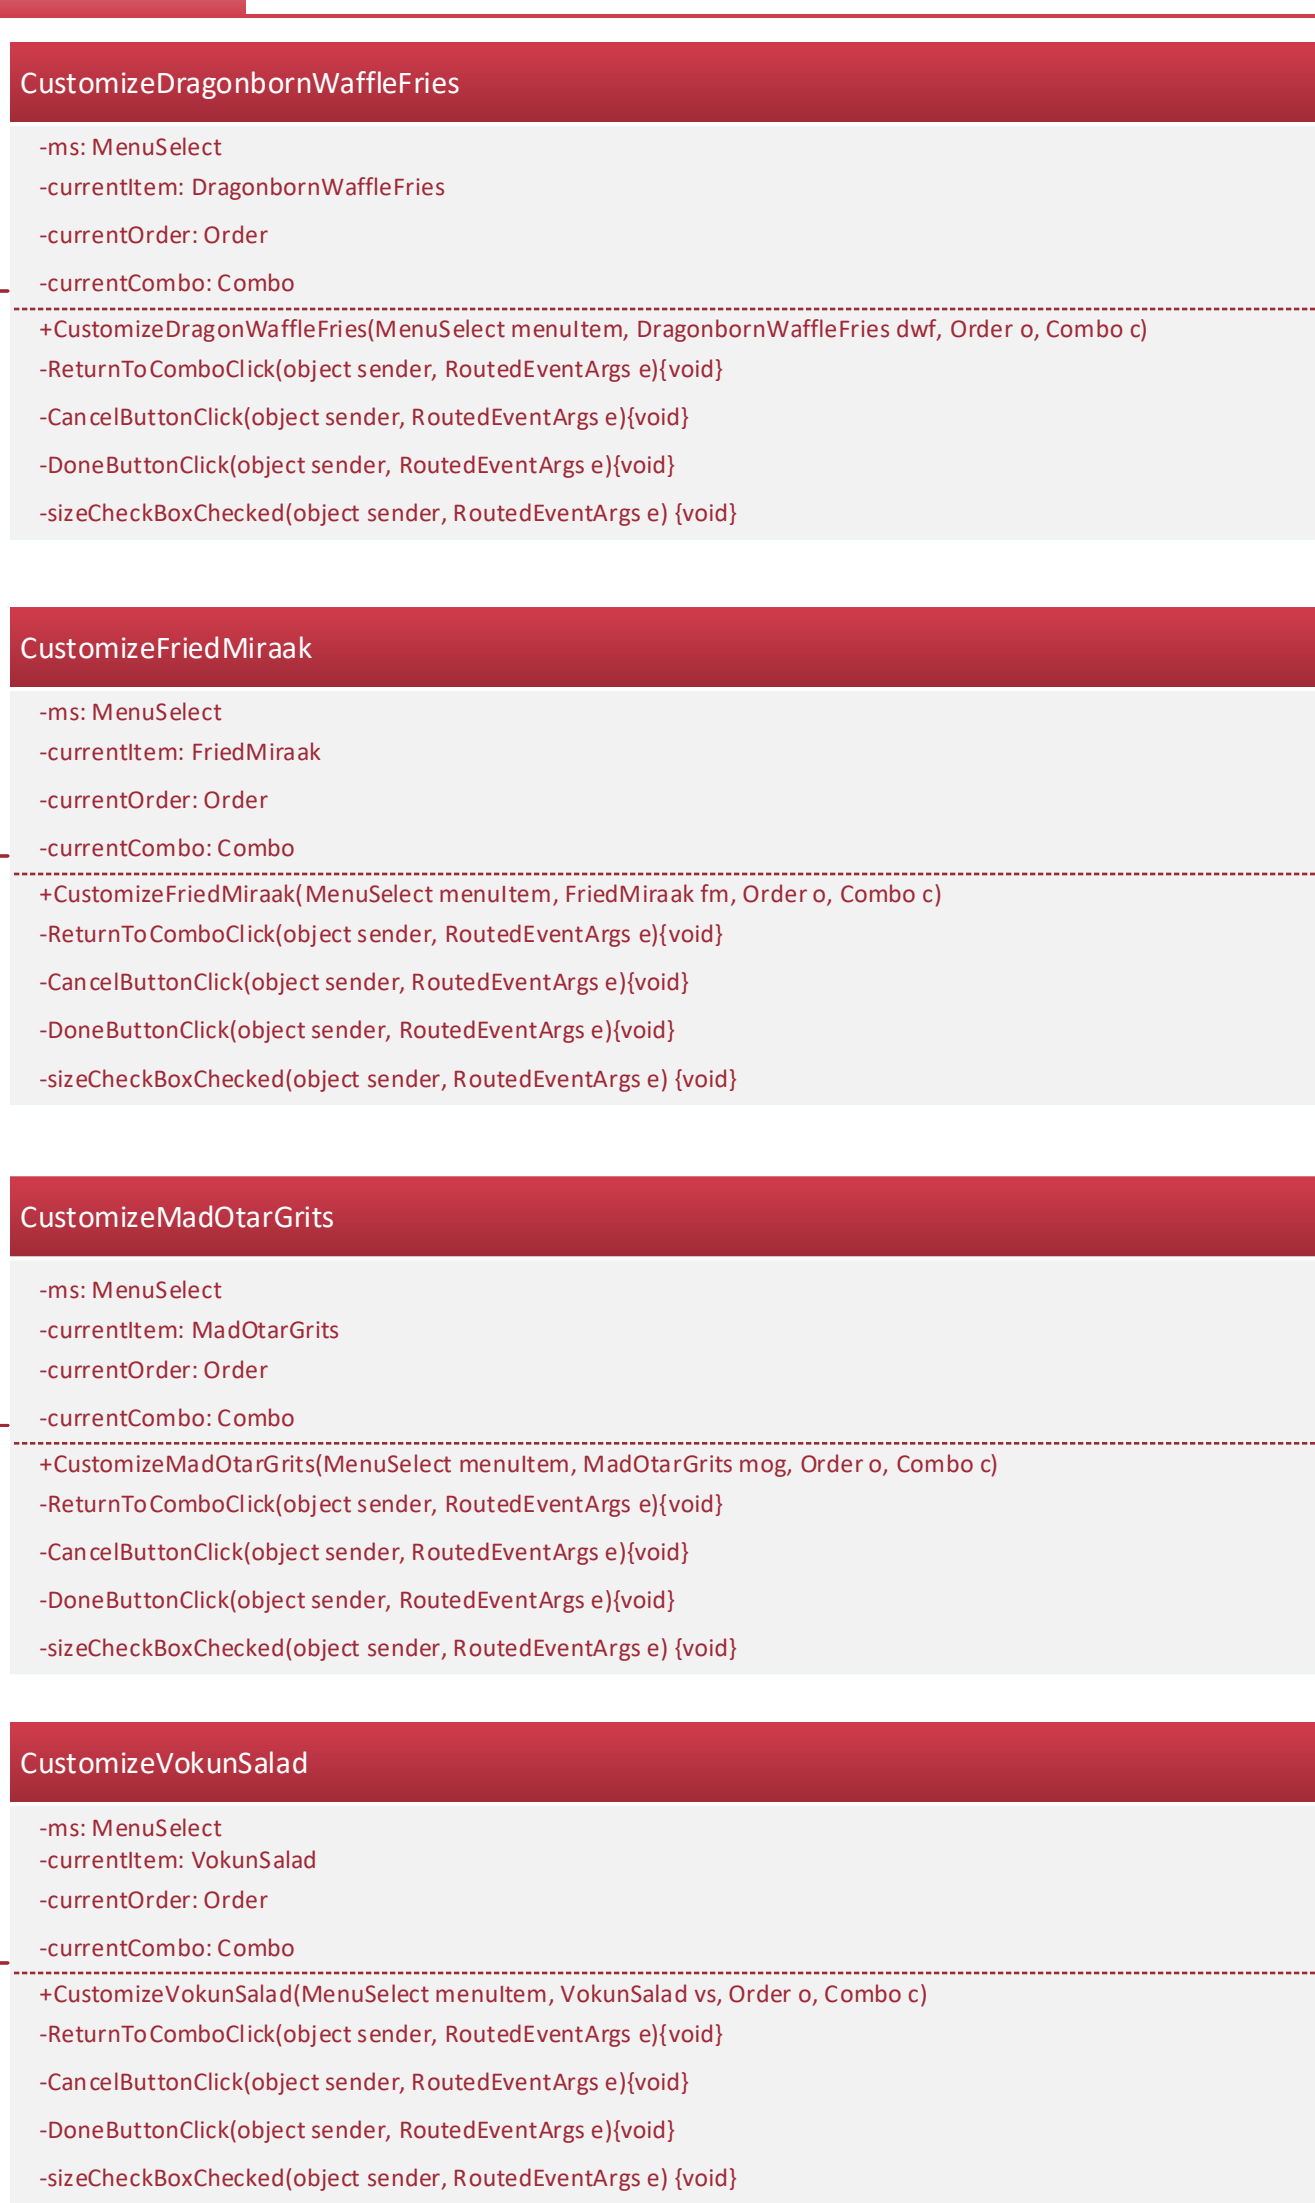 CustomizeDragonbornWaffleFries
-ms: MenuSelect
-currentItem: DragonbornWaffleFries
-currentOrder: Order
-currentCombo: Combo
+CustomizeDragonWaffleFries(MenuSelect menuItem, DragonbornWaffleFries dwf, Order o, Combo c)
-ReturnToComboClick(object sender, RoutedEventArgs e){void}
-CancelButtonClick(object sender, RoutedEventArgs e){void}
-DoneButtonClick(object sender, RoutedEventArgs e){void}
-sizeCheckBoxChecked(object sender, RoutedEventArgs e) {void}
CustomizeFriedMiraak
-ms: MenuSelect
-currentItem: FriedMiraak
-currentOrder: Order
-currentCombo: Combo
+CustomizeFriedMiraak(MenuSelect menuItem, FriedMiraak fm, Order o, Combo c)
-ReturnToComboClick(object sender, RoutedEventArgs e){void}
-CancelButtonClick(object sender, RoutedEventArgs e){void}
-DoneButtonClick(object sender, RoutedEventArgs e){void}
-sizeCheckBoxChecked(object sender, RoutedEventArgs e) {void}
CustomizeMadOtarGrits
-ms: MenuSelect
-currentItem: MadOtarGrits
-currentOrder: Order
-currentCombo: Combo
+CustomizeMadOtarGrits(MenuSelect menuItem, MadOtarGrits mog, Order o, Combo c)
-ReturnToComboClick(object sender, RoutedEventArgs e){void}
-CancelButtonClick(object sender, RoutedEventArgs e){void}
-DoneButtonClick(object sender, RoutedEventArgs e){void}
-sizeCheckBoxChecked(object sender, RoutedEventArgs e) {void}
CustomizeVokunSalad
-ms: MenuSelect
-currentItem: VokunSalad
-currentOrder: Order
-currentCombo: Combo
+CustomizeVokunSalad(MenuSelect menuItem, VokunSalad vs, Order o, Combo c)
-ReturnToComboClick(object sender, RoutedEventArgs e){void}
-CancelButtonClick(object sender, RoutedEventArgs e){void}
-DoneButtonClick(object sender, RoutedEventArgs e){void}
-sizeCheckBoxChecked(object sender, RoutedEventArgs e) {void}